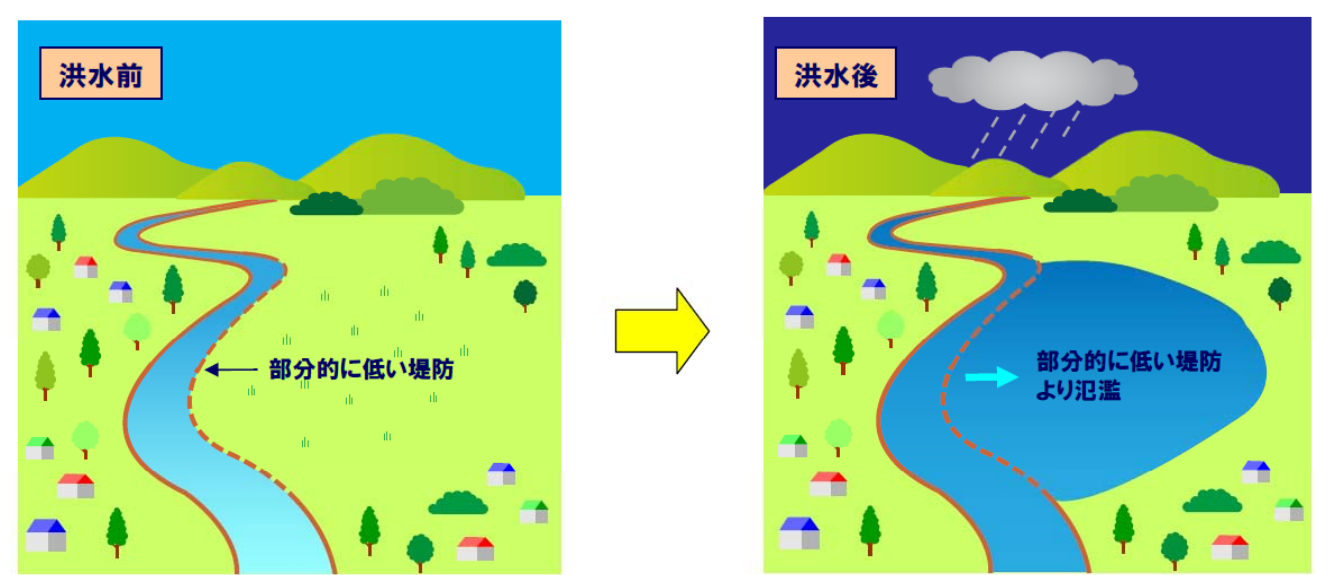 洪水前
部分的に低い堤防
洪水後
部分的に低い堤防
より氾濫